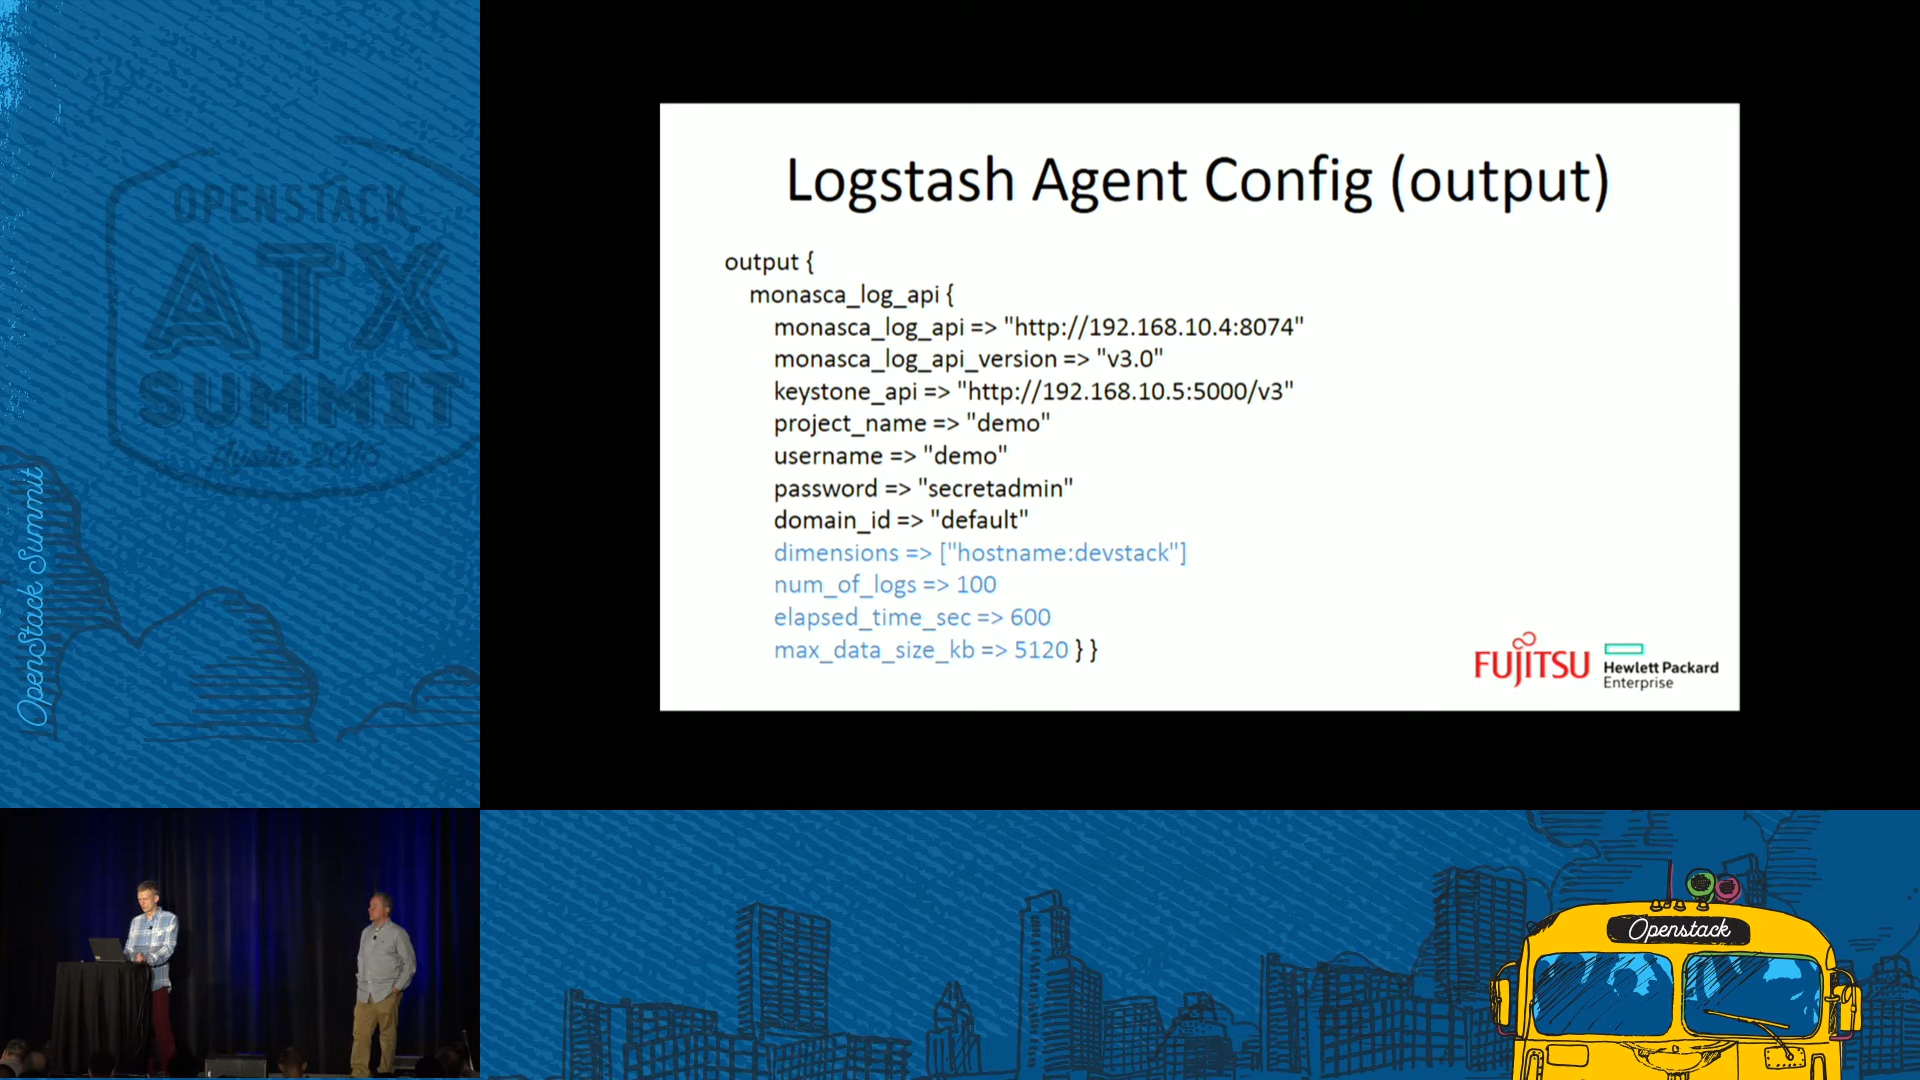 OPENSTACK
ATX
SUMMIT
Austin 2016
OpenStack Summit
Logstash Agent Config (output)
output {
monasca_log_api {
monasca_log_api => "http://192.168.10.4:8074"
monasca_log_api_version => "v3.0"
keystone_api => "http://192.168.10.5:5000/v3"
project_name => "demo"
username => "demo"
password => "secretadmin"
domain_id => "default"
dimensions => ["hostname:devstack"]
num_of_logs => 100
elapsed_time_sec => 600
max_data_size_kb => 5120 } }
FUJITSU
Hewlett Packard
Enterprise
Openstack